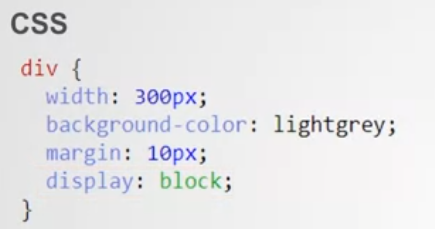 CSS
div {
width: 300px;
background-color: lightgrey;
margin: 10px;
display: block;
}